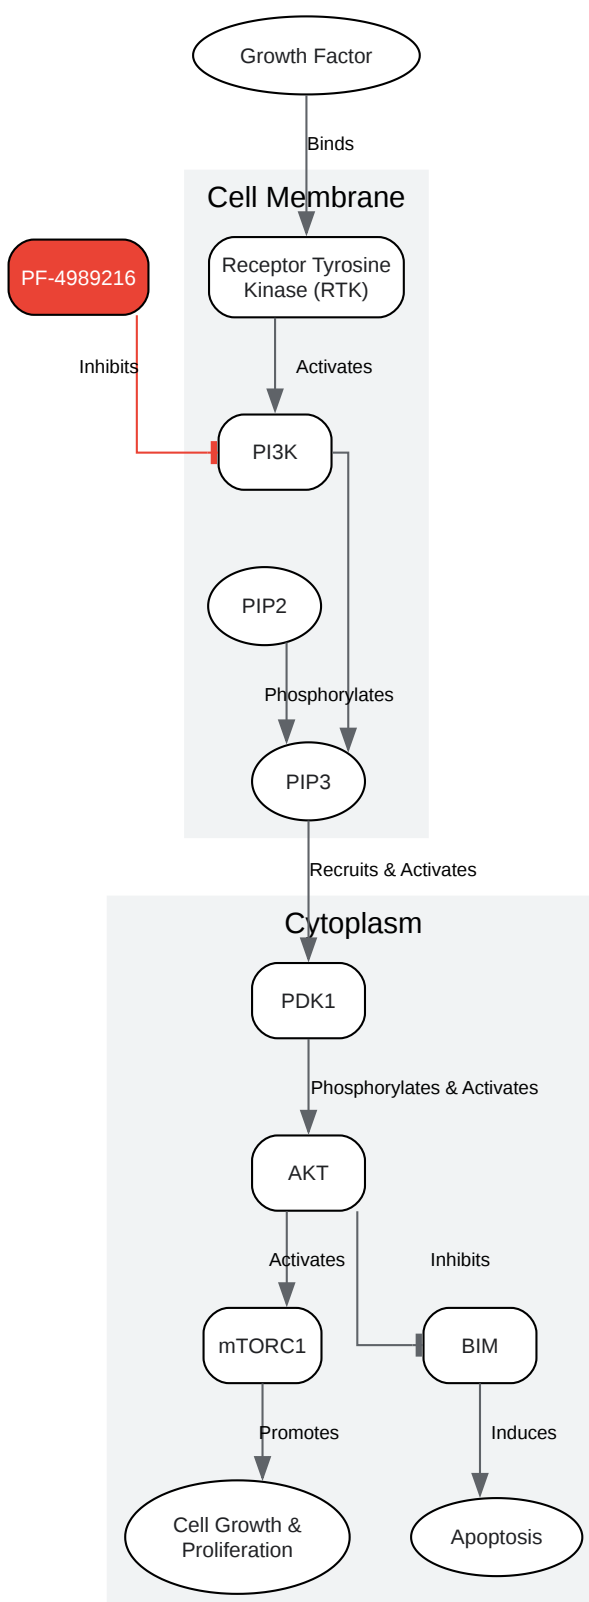 Growth Factor
Binds
Cell Membrane
PF-4989216
Receptor Tyrosine
Kinase (RTK)
Inhibits
Activates
PI3K
PIP2
Phosphorylates
PIP3
Recruits & Activates
Cytoplasm
PDK1
Phosphorylates & Activates
AKT
Activates
Inhibits
mTORC1
BIM
Promotes
Induces
Cell Growth &
Proliferation
Apoptosis